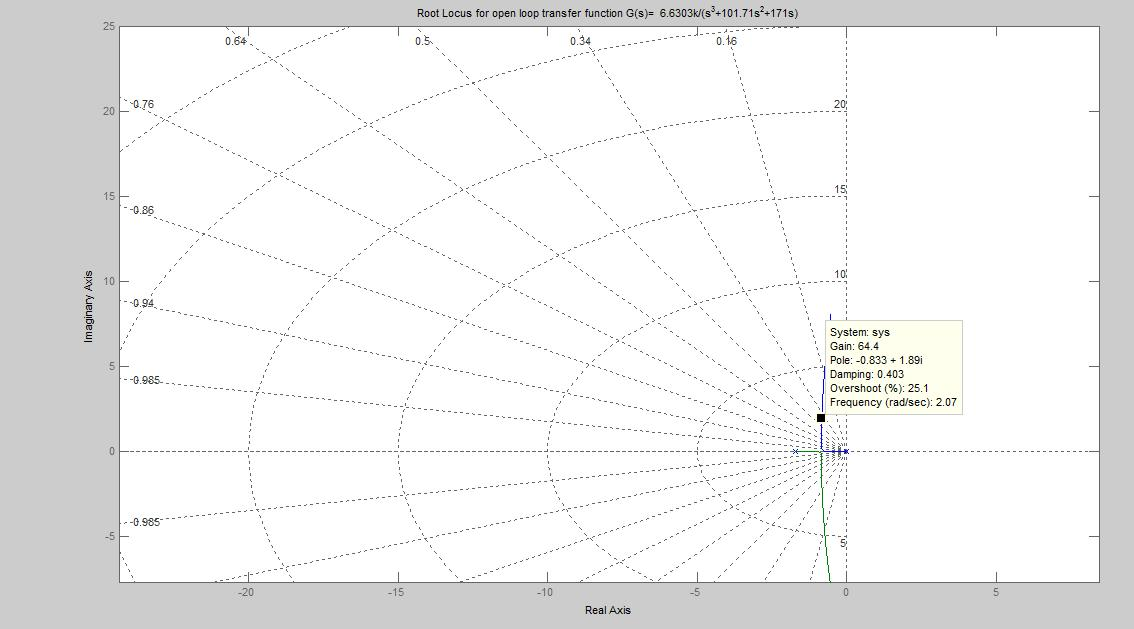 Root Locus for open loop transfer function G(s)= 6.6303k/(s³+101.71s²+171s)
25
0.64
0.5
0.34
0.16
0.76
20
20
15
15
0.86
10
10
0.94
System: sys
Gain: 64.4
Pole: -0.833 + 1.89i
Damping: 0.403
Overshoot (%): 25.1
Frequency (rad/sec): 2.07
Imaginary Axis
5
0.985
0
0.985
-5
5
-20
-15
-10
-5
0
5
Real Axis